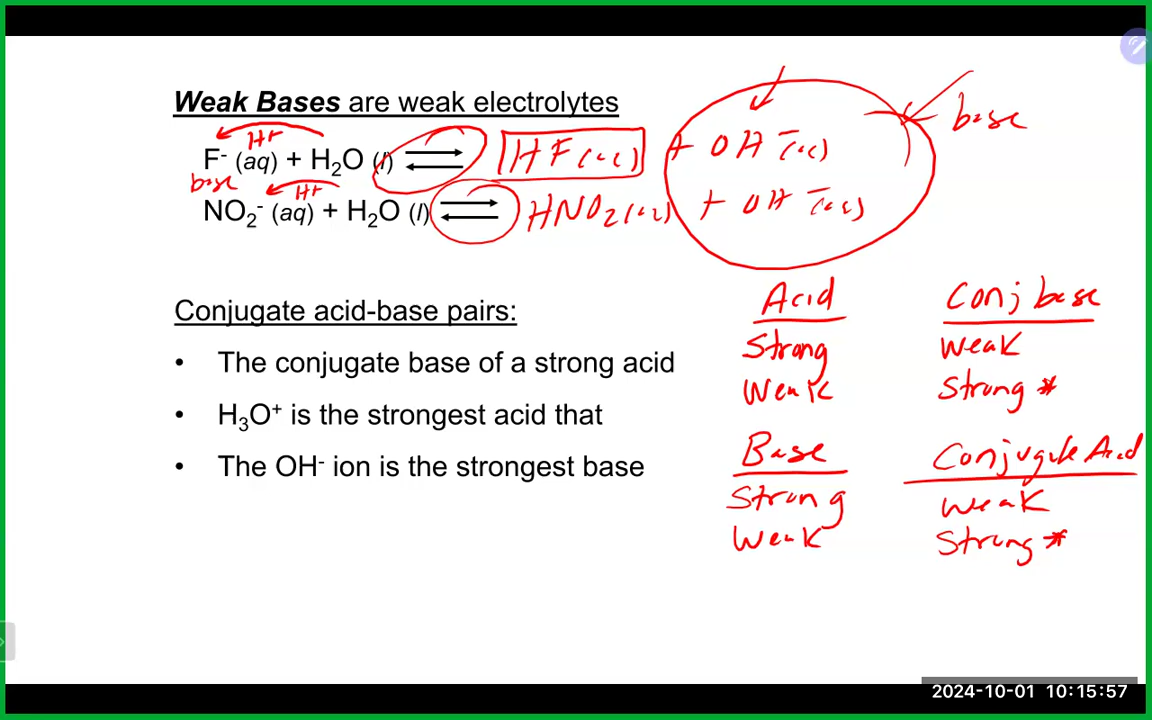 Weak Bases are weak electrolytes
H+
F- (aq) + H2O (l) ⇌ HF(aq) + OH-(aq)
base
base
H+
NO2- (aq) + H2O (l) ⇌ HNO2(aq) + OH-(aq)
Conjugate acid-base pairs:
• The conjugate base of a strong acid
• H3O+ is the strongest acid that
• The OH- ion is the strongest base
Acid Conj base
Strong Weak
Weak Strong *
Base Conjugate Acid
Strong Weak
Weak Strong *
2024-10-01 10:15:57